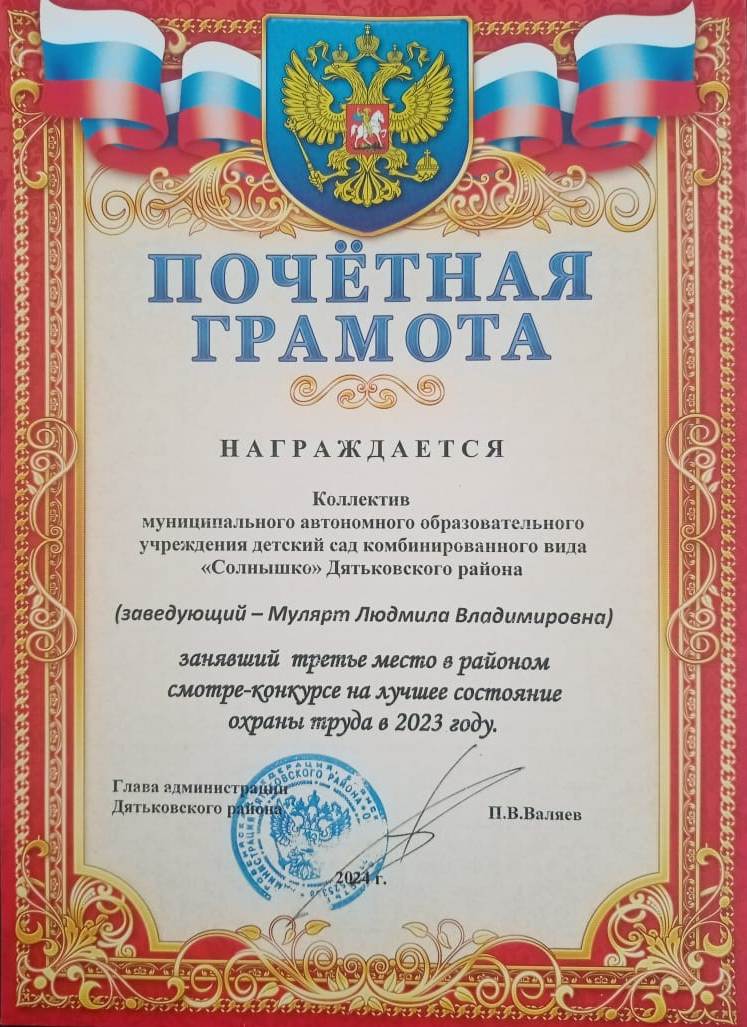 ПОЧЁТНАЯ
ГРАМОТА
НАГРАЖДАЕТСЯ
Коллектив
муниципального автономного образовательного
учреждения детский сад комбинированного вида
«Солнышко» Дятьковского района
(заведующий – Мулярт Людмила Владимировна)
занявший третье место в районом
смотре-конкурсе на лучшее состояние
охраны труда в 2023 году.
Глава администрации
Дятьковского района
П.В.Валяев
2024 г.